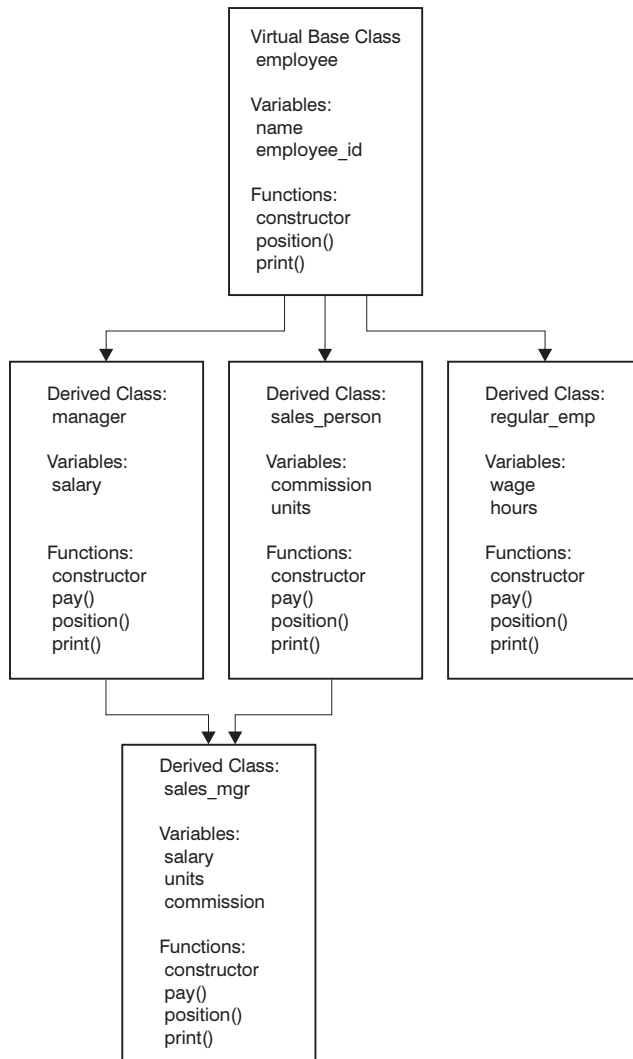 Virtual Base Class
employee
Variables:
name
employee_id
Functions:
constructor
position()
print()
Derived Class:
manager
Variables:
salary
Functions:
constructor
pay()
position()
print()
Derived Class:
sales_person
Variables:
commission
units
Functions:
constructor
pay()
position()
print()
Derived Class:
regular_emp
Variables:
wage
hours
Functions:
constructor
pay()
position()
print()
Derived Class:
sales_mgr
Variables:
salary
units
commission
Functions:
constructor
pay()
position()
print()